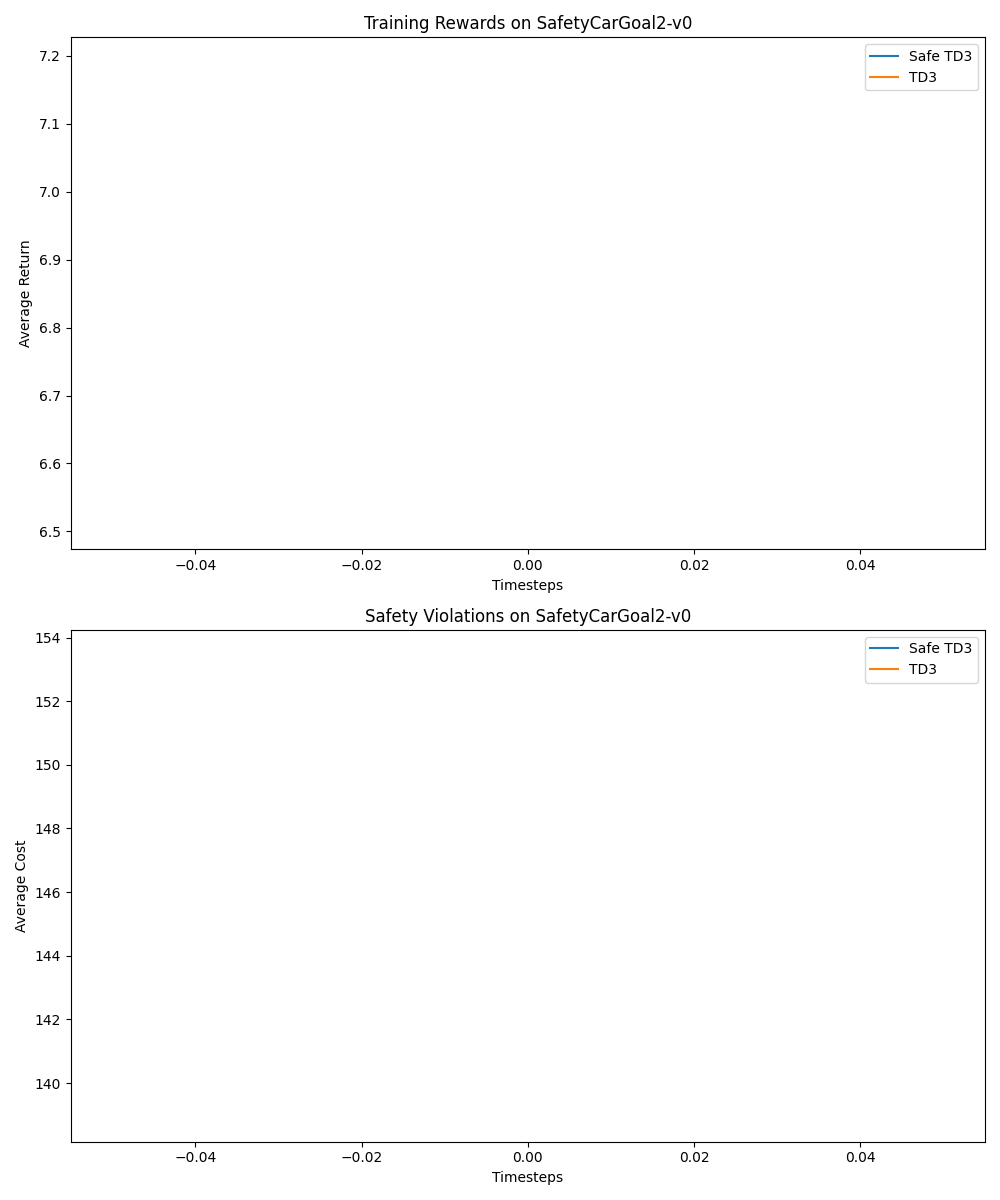 Training Rewards on SafetyCarGoal2-v0
Safe TD3
TD3
7.2
7.1
7.0
6.9
6.8
6.7
6.6
6.5
Average Return
−0.04
−0.02
0.00
0.02
0.04
Timesteps
Safety Violations on SafetyCarGoal2-v0
Safe TD3
TD3
154
152
150
148
146
144
142
140
Average Cost
−0.04
−0.02
0.00
0.02
0.04
Timesteps